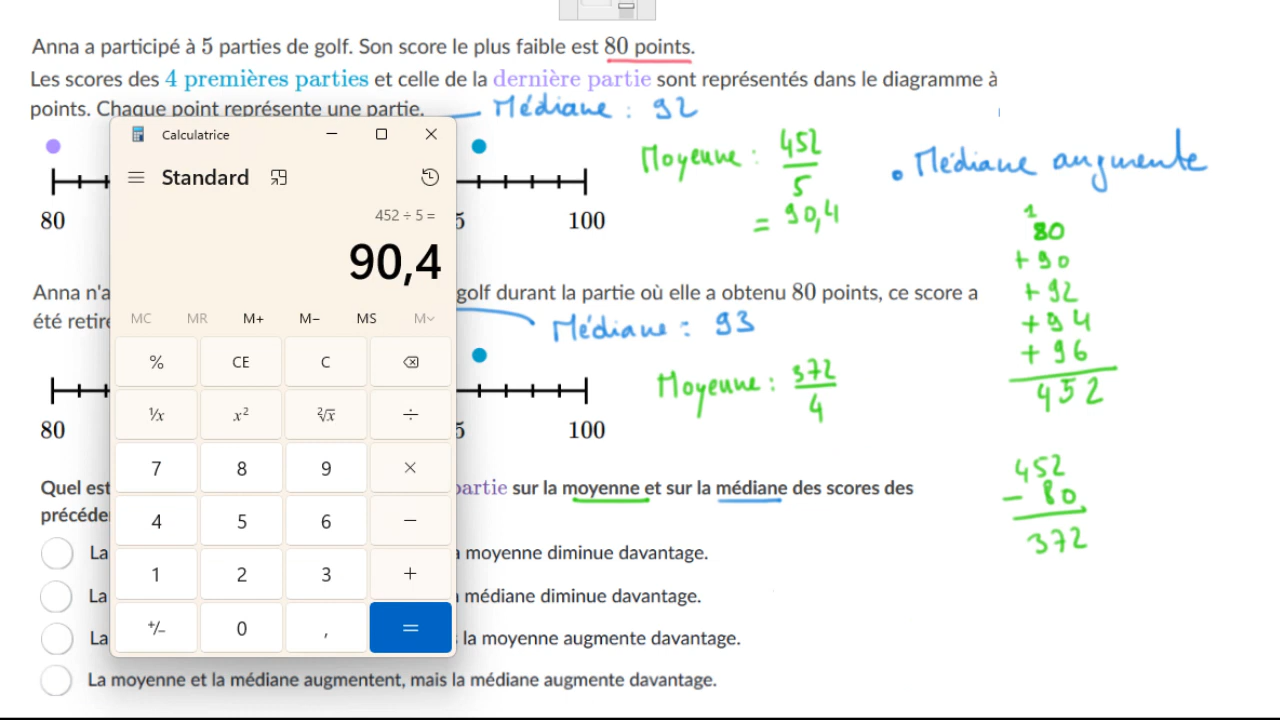 Anna a participé à 5 parties de golf. Son score le plus faible est 80 points.
Les scores des 4 premières parties et celle de la dernière partie sont représentés dans le diagramme à
points. Chaque point représente une partie.
Médiane : 92
Calculatrice
Standard
452 ÷ 5 =
90,4
80
5
100
Moyenne : 452
5
= 90,4
. Médiane augmente
1
80
+ 90
+ 92
+ 94
+ 96
452
Anna n'a
golf durant la partie où elle a obtenu 80 points, ce score a
été retiré
Médiane : 93
MC MR M+ M− MS M
% CE C
¹/x x² ²√x ÷
7 8 9 ×
4 5 6 −
1 2 3 +
+/− 0 , =
80
5
100
Moyenne : 372
4
452
− 80
372
Quel est
partie sur la moyenne et sur la médiane des scores des
La
la moyenne diminue davantage.
La
médiane diminue davantage.
La
la moyenne augmente davantage.
La moyenne et la médiane augmentent, mais la médiane augmente davantage.